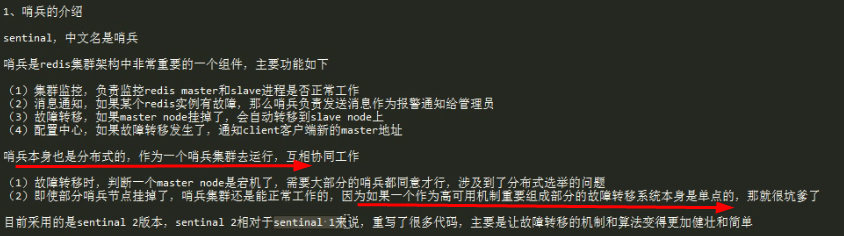 1、哨兵的介绍
sentinal，中文名是哨兵
哨兵是redis集群架构中非常重要的一个组件，主要功能如下
（1）集群监控，负责监控redis master和slave进程是否正常工作
（2）消息通知，如果某个redis实例有故障，那么哨兵负责发送消息作为报警通知给管理员
（3）故障转移，如果master node挂掉了，会自动转移到slave node上
（4）配置中心，如果故障转移发生了，通知client客户端新的master地址
哨兵本身也是分布式的，作为一个哨兵集群去运行，互相协同工作
（1）故障转移时，判断一个master node是宕机了，需要大部分的哨兵都同意才行，涉及到了分布式选举的问题
（2）即使部分哨兵节点挂掉了，哨兵集群还是能正常工作的，因为如果一个作为高可用机制重要组成部分的故障转移系统本身是单点的，那就很坑爹了
目前采用的是sentinal 2版本，sentinal 2相对于sentinal 1来说，重写了很多代码，主要是让故障转移的机制和算法变得更加健壮和简单